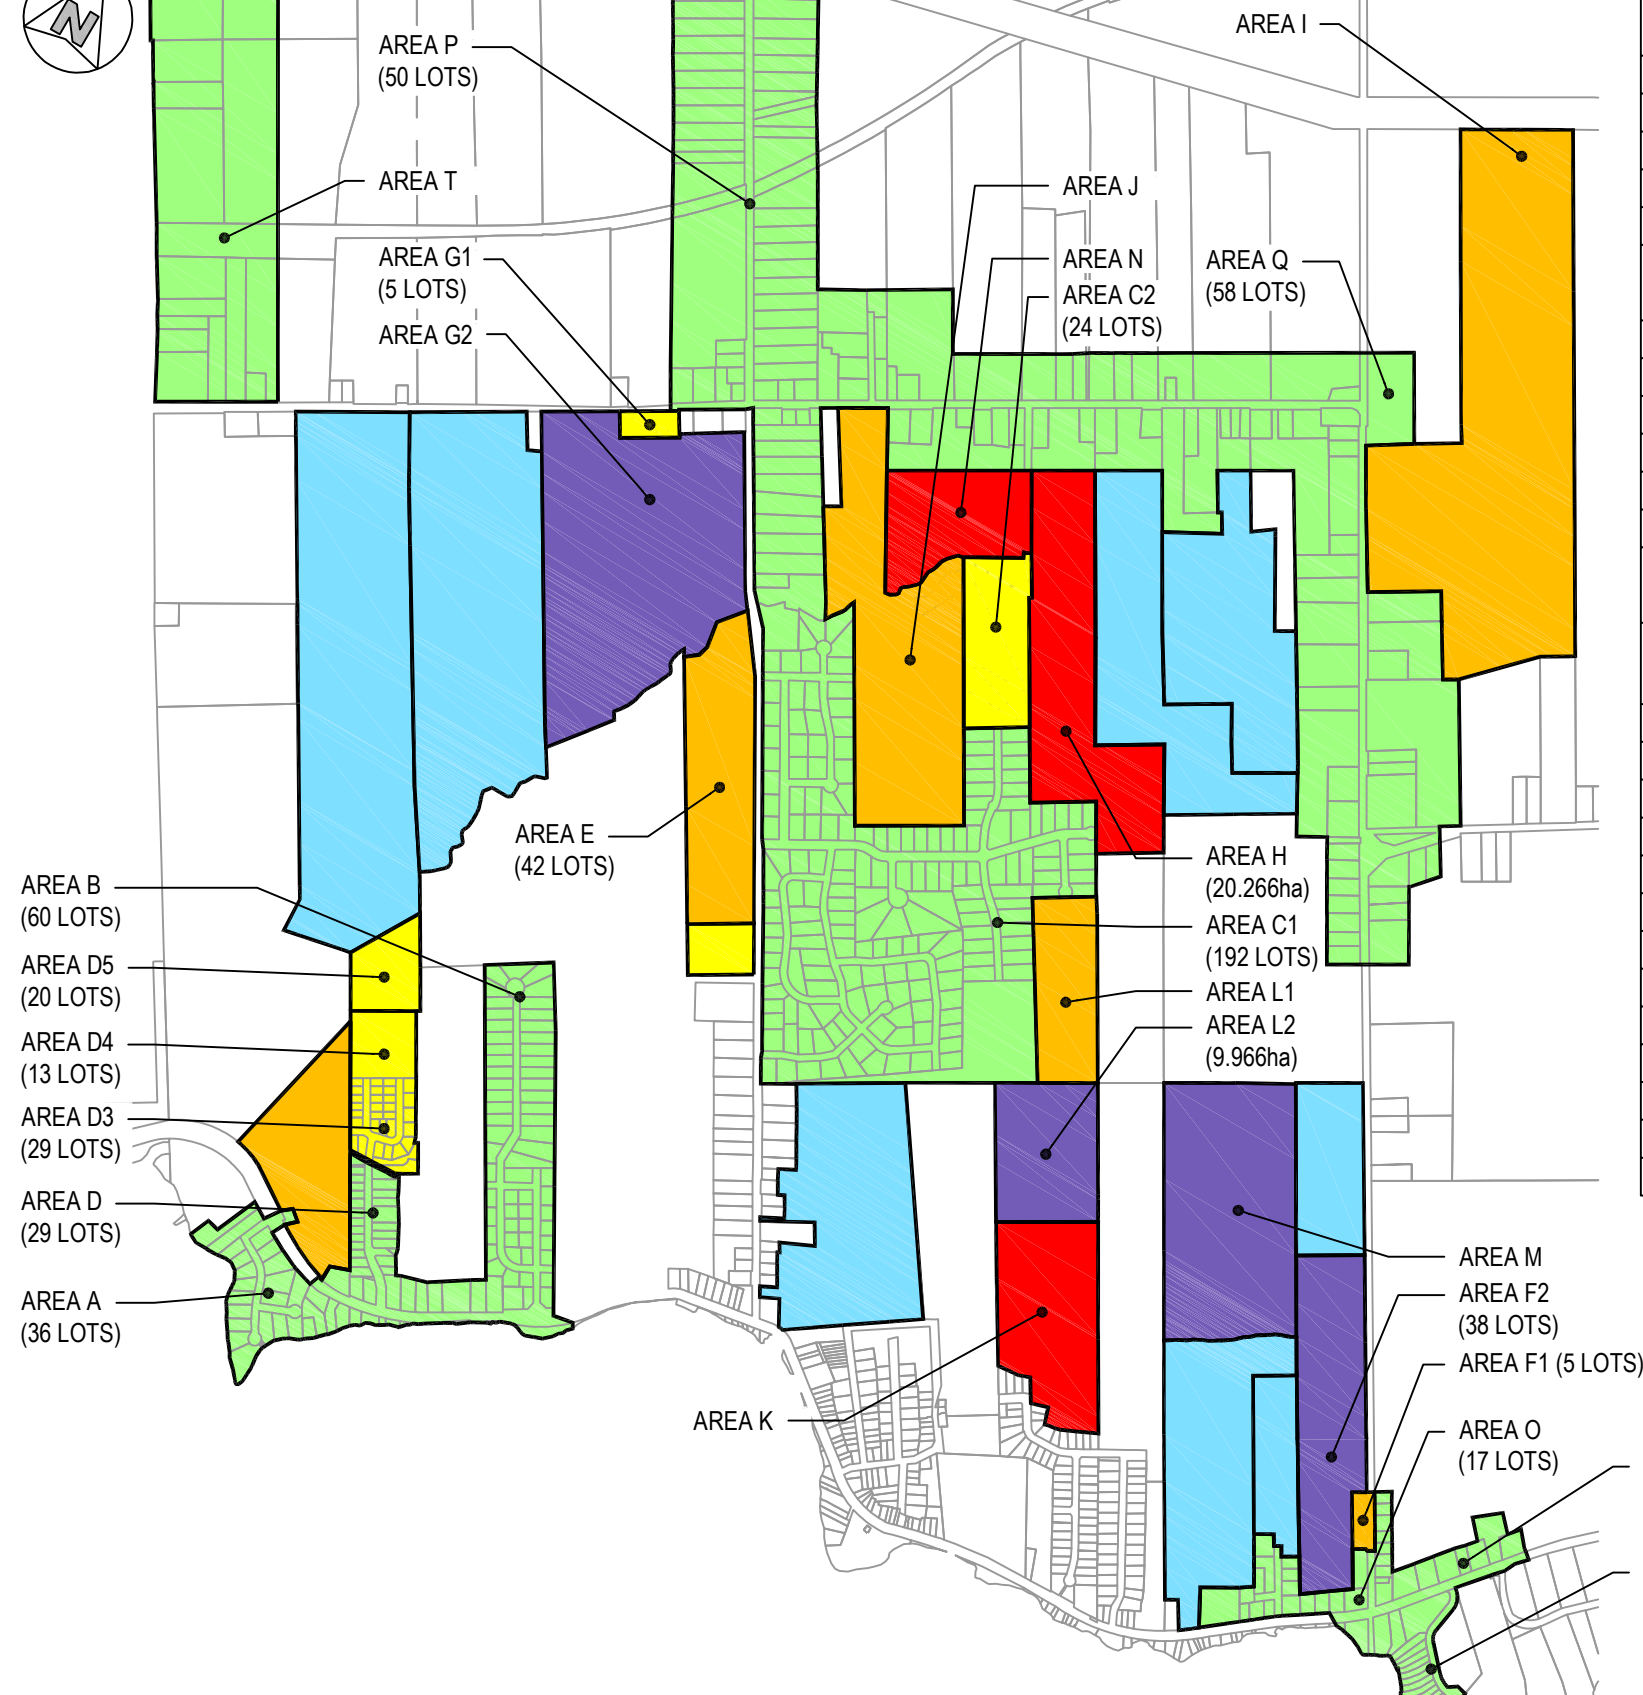 N
AREA I
AREA P
(50 LOTS)
AREA T
AREA J
AREA G1
(5 LOTS)
AREA N
AREA Q
(58 LOTS)
AREA C2
(24 LOTS)
AREA G2
AREA E
(42 LOTS)
AREA H
(20.266ha)
AREA B
(60 LOTS)
AREA C1
(192 LOTS)
AREA D5
(20 LOTS)
AREA L1
AREA L2
(9.966ha)
AREA D4
(13 LOTS)
AREA D3
(29 LOTS)
AREA D
(29 LOTS)
AREA M
AREA A
(36 LOTS)
AREA F2
(38 LOTS)
AREA F1 (5 LOTS)
AREA K
AREA O
(17 LOTS)